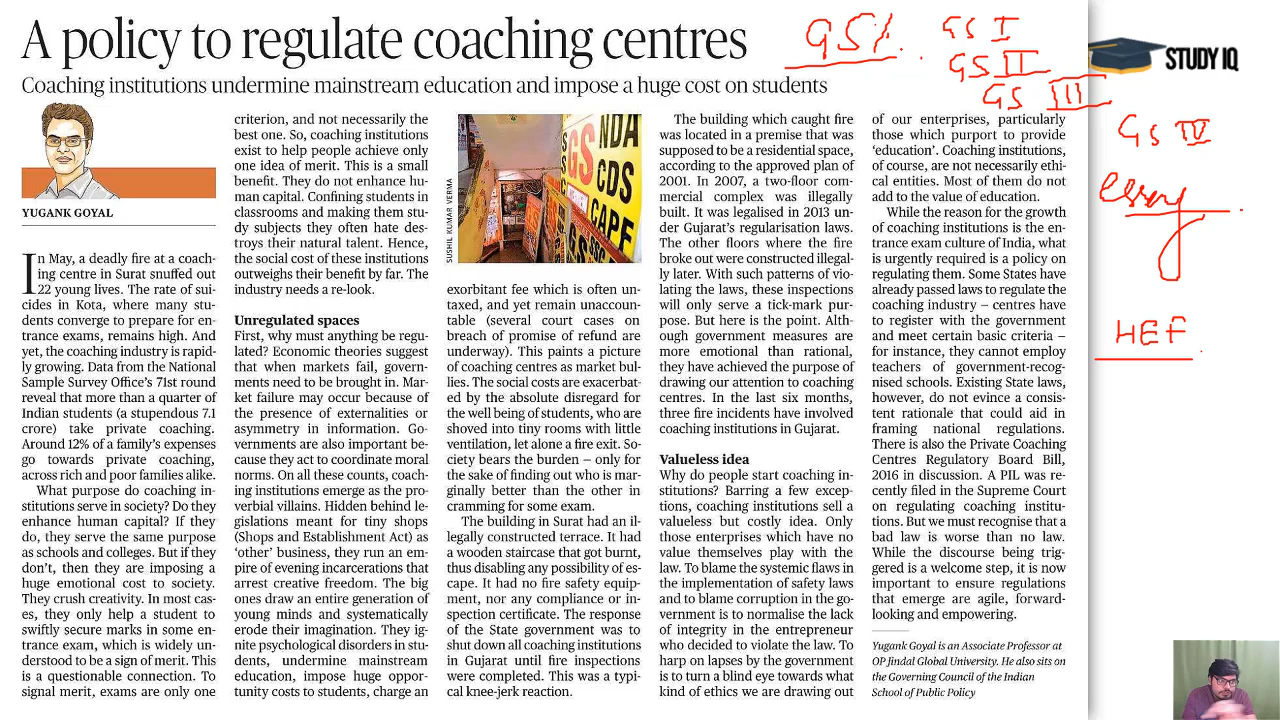 A policy to regulate coaching centres
Coaching institutions undermine mainstream education and impose a huge cost on students
GS
GS I
GS II
GS III
GS IV
Essay
HEF
STUDY IQ
YUGANK GOYAL
In May, a deadly fire at a coach-
ing centre in Surat snuffed out
22 young lives. The rate of sui-
cides in Kota, where many stu-
dents converge to prepare for en-
trance exams, remains high. And
yet, the coaching industry is rapid-
ly growing. Data from the National
Sample Survey Office's 71st round
reveal that more than a quarter of
Indian students (a stupendous 7.1
crore) take private coaching.
Around 12% of a family's expenses
go towards private coaching,
across rich and poor families alike.
What purpose do coaching in-
stitutions serve in society? Do they
enhance human capital? If they
do, they serve the same purpose
as schools and colleges. But if they
don't, then they are imposing a
huge emotional cost to society.
They crush creativity. In most cas-
es, they only help a student to
swiftly secure marks in some en-
trance exam, which is widely un-
derstood to be a sign of merit. This
is a questionable connection. To
signal merit, exams are only one
criterion, and not necessarily the
best one. So, coaching institutions
exist to help people achieve only
one idea of merit. This is a small
benefit. They do not enhance hu-
man capital. Confining students in
classrooms and making them stu-
dy subjects they often hate des-
troys their natural talent. Hence,
the social cost of these institutions
outweighs their benefit by far. The
industry needs a re-look.
Unregulated spaces
First, why must anything be regu-
lated? Economic theories suggest
that when markets fail, govern-
ments need to be brought in. Mar-
ket failure may occur because of
the presence of externalities or
asymmetry in information. Go-
vernments are also important be-
cause they act to coordinate moral
norms. On all these counts, coach-
ing institutions emerge as the pro-
verbial villains. Hidden behind le-
gislations meant for tiny shops
(Shops and Establishment Act) as
'other' business, they run an em-
pire of evening incarcerations that
arrest creative freedom. The big
ones draw an entire generation of
young minds and systematically
erode their imagination. They ig-
nite psychological disorders in stu-
dents, undermine mainstream
education, impose huge oppor-
tunity costs to students, charge an
SUSHIL KUMAR VERMA
GS
NDA
CDS
CAPF
GS
exorbitant fee which is often un-
taxed, and yet remain unaccoun-
table (several court cases on
breach of promise of refund are
underway). This paints a picture
of coaching centres as market bul-
lies. The social costs are exacerbat-
ed by the absolute disregard for
the well being of students, who are
shoved into tiny rooms with little
ventilation, let alone a fire exit. So-
ciety bears the burden – only for
the sake of finding out who is mar-
ginally better than the other in
cramming for some exam.
The building in Surat had an il-
legally constructed terrace. It had
a wooden staircase that got burnt,
thus disabling any possibility of es-
cape. It had no fire safety equip-
ment, nor any compliance or in-
spection certificate. The response
of the State government was to
shut down all coaching institutions
in Gujarat until fire inspections
were completed. This was a typi-
cal knee-jerk reaction.
The building which caught fire
was located in a premise that was
supposed to be a residential space,
according to the approved plan of
2001. In 2007, a two-floor com-
mercial complex was illegally
built. It was legalised in 2013 un-
der Gujarat's regularisation laws.
The other floors where the fire
broke out were constructed illegal-
ly later. With such patterns of vio-
lating the laws, these inspections
will only serve a tick-mark pur-
pose. But here is the point. Alth-
ough government measures are
more emotional than rational,
they have achieved the purpose of
drawing our attention to coaching
centres. In the last six months,
three fire incidents have involved
coaching institutions in Gujarat.
Valueless idea
Why do people start coaching in-
stitutions? Barring a few excep-
tions, coaching institutions sell a
valueless but costly idea. Only
those enterprises which have no
value themselves play with the
law. To blame the systemic flaws in
the implementation of safety laws
and to blame corruption in the go-
vernment is to normalise the lack
of integrity in the entrepreneur
who decided to violate the law. To
harp on lapses by the government
is to turn a blind eye towards what
kind of ethics we are drawing out
of our enterprises, particularly
those which purport to provide
'education'. Coaching institutions,
of course, are not necessarily ethi-
cal entities. Most of them do not
add to the value of education.
While the reason for the growth
of coaching institutions is the en-
trance exam culture of India, what
is urgently required is a policy on
regulating them. Some States have
already passed laws to regulate the
coaching industry – centres have
to register with the government
and meet certain basic criteria –
for instance, they cannot employ
teachers of government-recog-
nised schools. Existing State laws,
however, do not evince a consis-
tent rationale that could aid in
framing national regulations.
There is also the Private Coaching
Centres Regulatory Board Bill,
2016 in discussion. A PIL was re-
cently filed in the Supreme Court
on regulating coaching institu-
tions. But we must recognise that a
bad law is worse than no law.
While the discourse being trig-
gered is a welcome step, it is now
important to ensure regulations
that emerge are agile, forward-
looking and empowering.
Yugank Goyal is an Associate Professor at
OP Jindal Global University. He also sits on
the Governing Council of the Indian
School of Public Policy